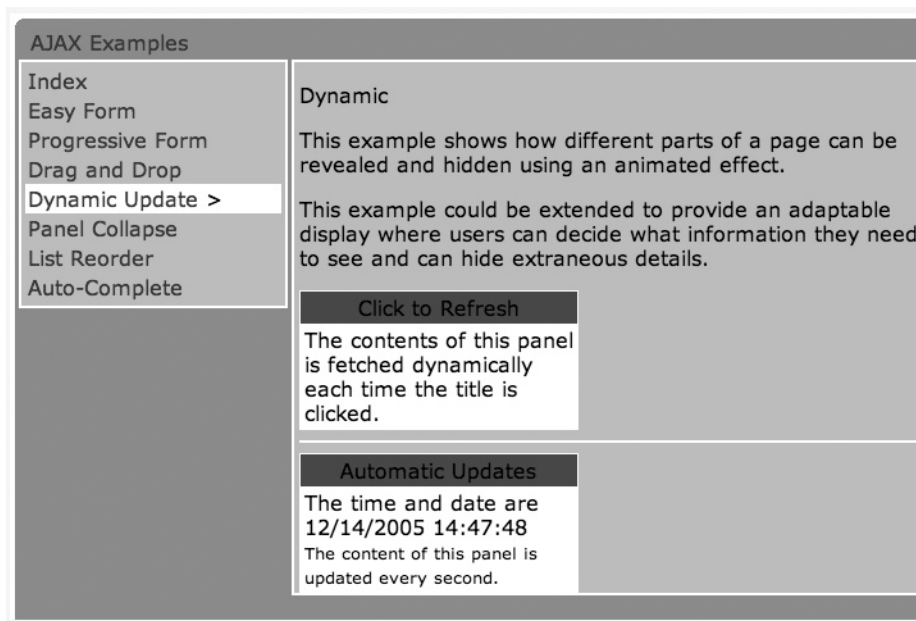 AJAX Examples
Index
Easy Form
Progressive Form
Drag and Drop
Dynamic Update >
Panel Collapse
List Reorder
Auto-Complete
Dynamic
This example shows how different parts of a page can be
revealed and hidden using an animated effect.
This example could be extended to provide an adaptable
display where users can decide what information they need
to see and can hide extraneous details.
Click to Refresh
The contents of this panel
is fetched dynamically
each time the title is
clicked.
Automatic Updates
The time and date are
12/14/2005 14:47:48
The content of this panel is
updated every second.